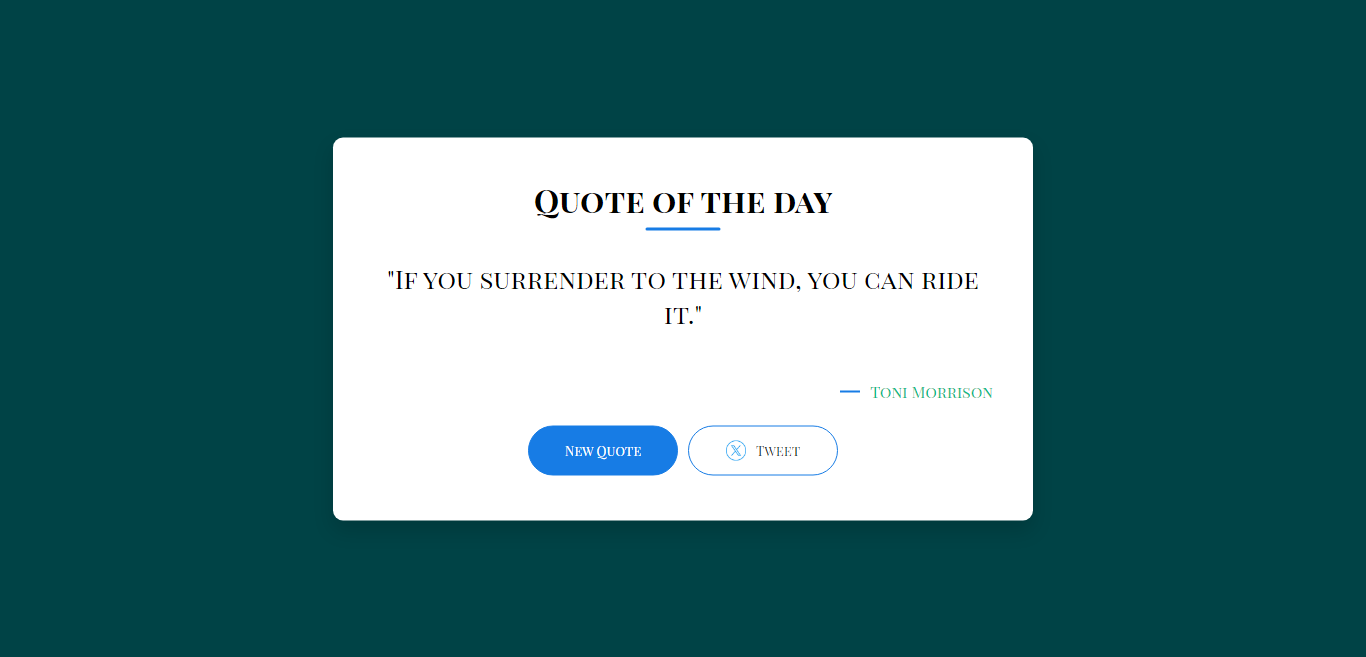 Quote of the day
"If you surrender to the wind, you can ride
it."
— Toni Morrison
New Quote
Tweet